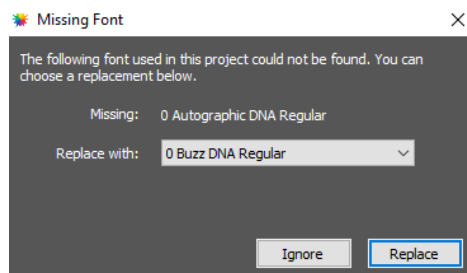 Missing Font
The following font used in this project could not be found. You can
choose a replacement below.
Missing: 0 Autographic DNA Regular
Replace with: 0 Buzz DNA Regular
Ignore Replace